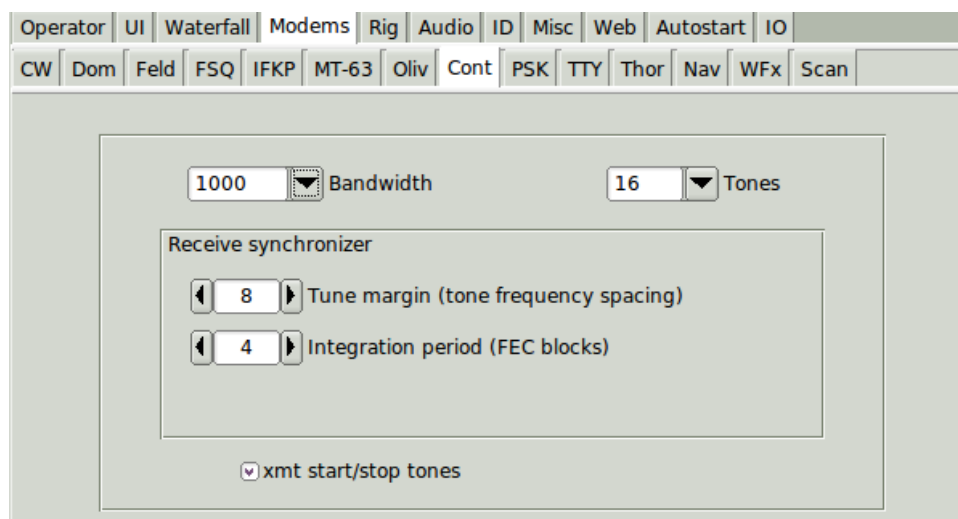 Operator UI Waterfall Modems Rig Audio ID Misc Web Autostart IO
CW Dom Feld FSQ IFKP MT-63 Oliv Cont PSK TTY Thor Nav WFx Scan
1000 Bandwidth 16 Tones
Receive synchronizer
8 Tune margin (tone frequency spacing)
4 Integration period (FEC blocks)
xmt start/stop tones